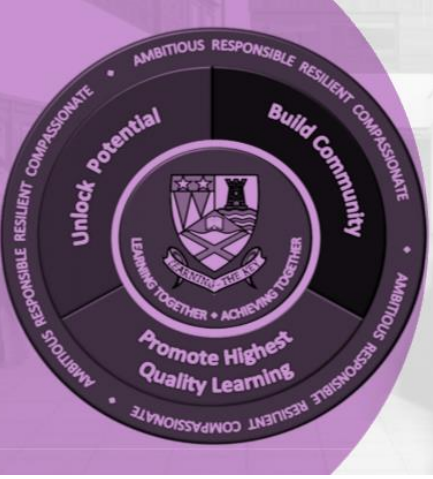 AMBITIOUS RESPONSIBLE RESILIENT COMPASSIONATE
AMBITIOUS RESPONSIBLE RESILIENT COMPASSIONATE
AMBITIOUS RESPONSIBLE RESILIENT COMPASSIONATE
Unlock Potential
Build Community
Promote Highest
Quality Learning
LEARNING TOGETHER • ACHIEVING TOGETHER
LEARNING - THE KEY